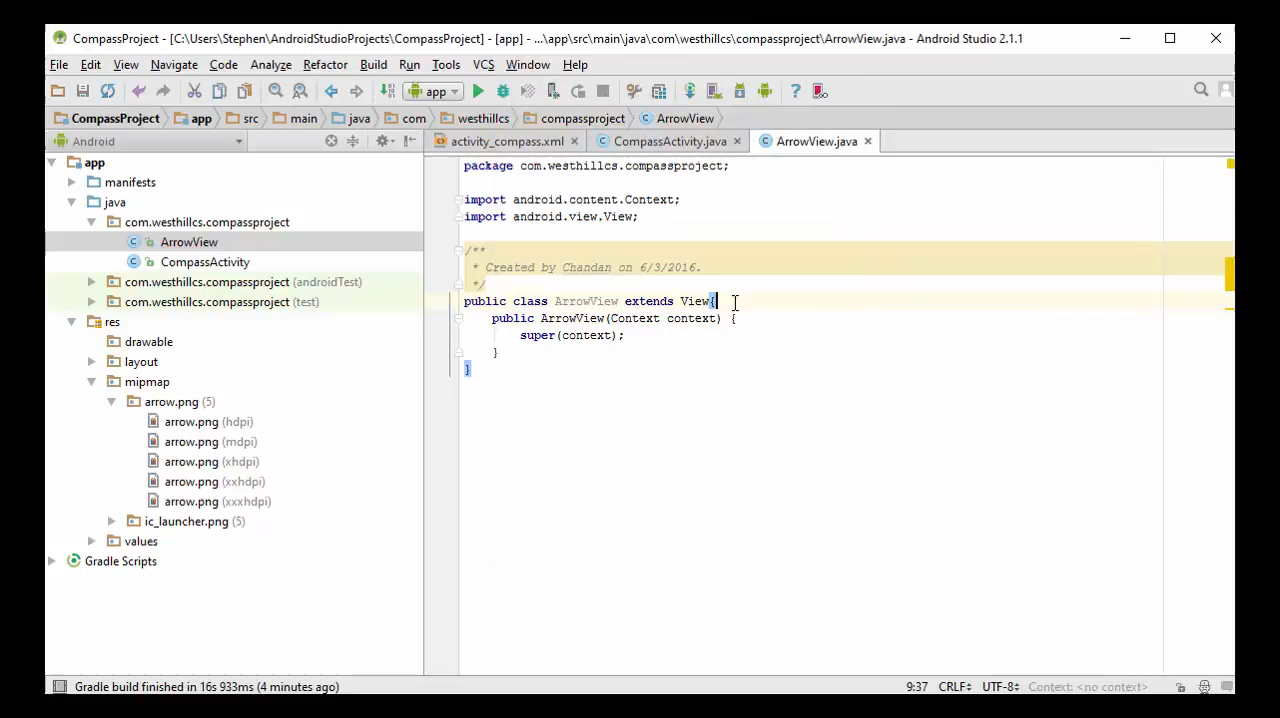 CompassProject - [C:\Users\Stephen\AndroidStudioProjects\CompassProject] - [app] - ...\app\src\main\java\com\westhillcs\compassproject\ArrowView.java - Android Studio 2.1.1
File Edit View Navigate Code Analyze Refactor Build Run Tools VCS Window Help
app
CompassProject app src main java com westhillcs compassproject ArrowView
Android
activity_compass.xml CompassActivity.java ArrowView.java
app
manifests
java
com.westhillcs.compassproject
ArrowView
CompassActivity
com.westhillcs.compassproject (androidTest)
com.westhillcs.compassproject (test)
res
drawable
layout
mipmap
arrow.png (5)
arrow.png (hdpi)
arrow.png (mdpi)
arrow.png (xhdpi)
arrow.png (xxhdpi)
arrow.png (xxxhdpi)
ic_launcher.png (5)
values
Gradle Scripts
package com.westhillcs.compassproject;
import android.content.Context;
import android.view.View;
/**
* Created by Chandan on 6/3/2016.
*/
public class ArrowView extends View{
public ArrowView(Context context) {
super(context);
}
}
Gradle build finished in 16s 933ms (4 minutes ago) 9:37 CRLF UTF-8 Context: <no context>